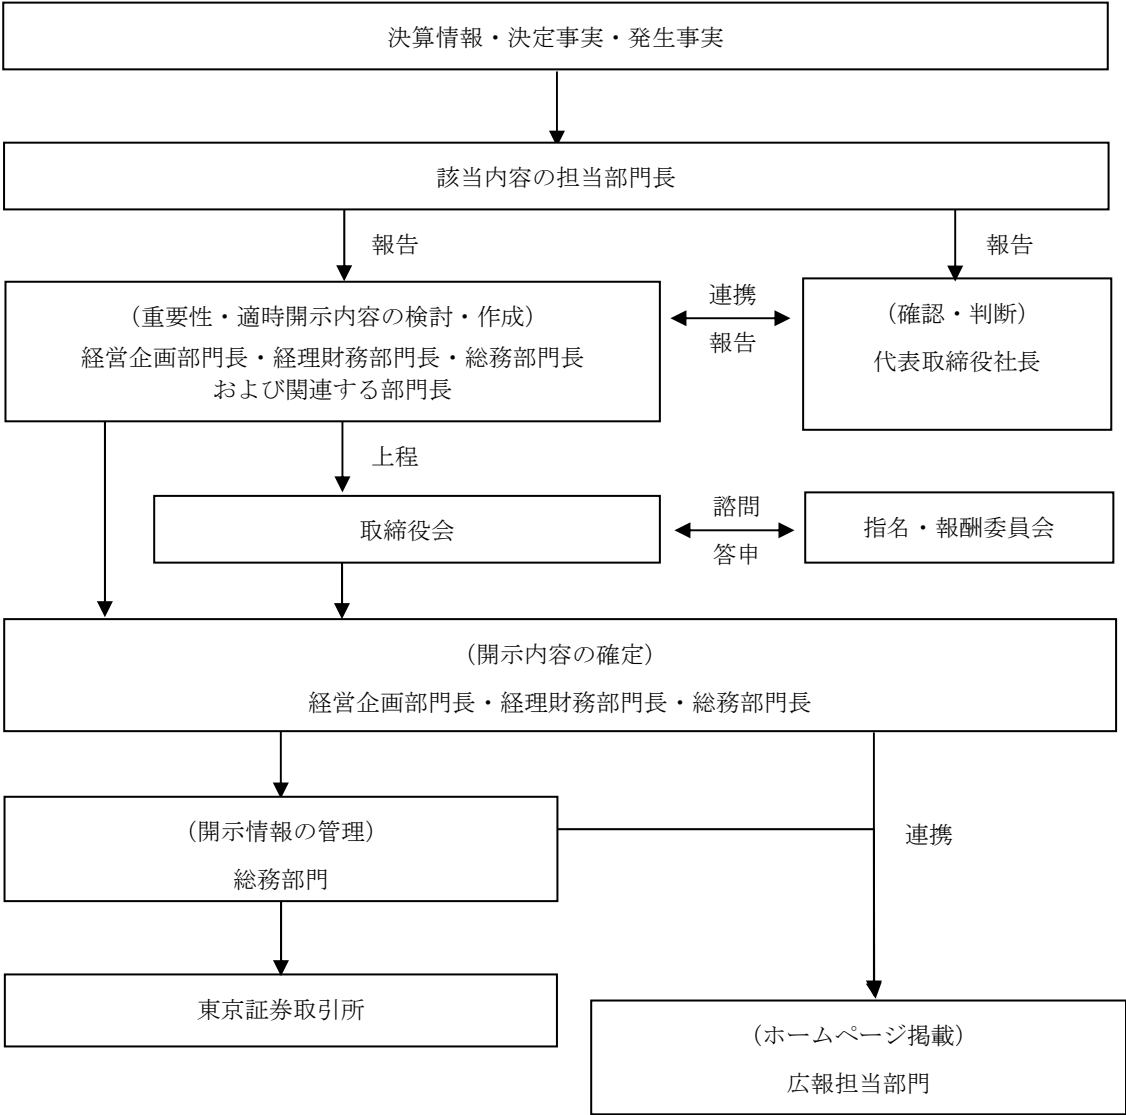 決算情報・決定事実・発生事実
該当内容の担当部門長
報告
報告
（重要性・適時開示内容の検討・作成）
経営企画部門長・経理財務部門長・総務部門長
および関連する部門長
連携
報告
（確認・判断）
代表取締役社長
上程
取締役会
諮問
答申
指名・報酬委員会
（開示内容の確定）
経営企画部門長・経理財務部門長・総務部門長
（開示情報の管理）
総務部門
連携
東京証券取引所
（ホームページ掲載）
広報担当部門